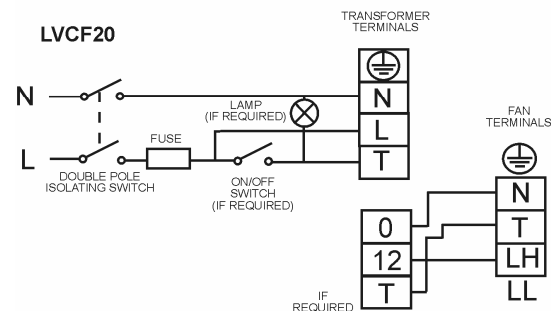 LVCF20
TRANSFORMER
TERMINALS
N
LAMP
(IF REQUIRED)
N
L
T
FUSE
L
DOUBLE POLE
ISOLATING SWITCH
ON/OFF
SWITCH
(IF REQUIRED)
FAN
TERMINALS
N
T
LH
LL
0
12
T
IF
REQUIRED